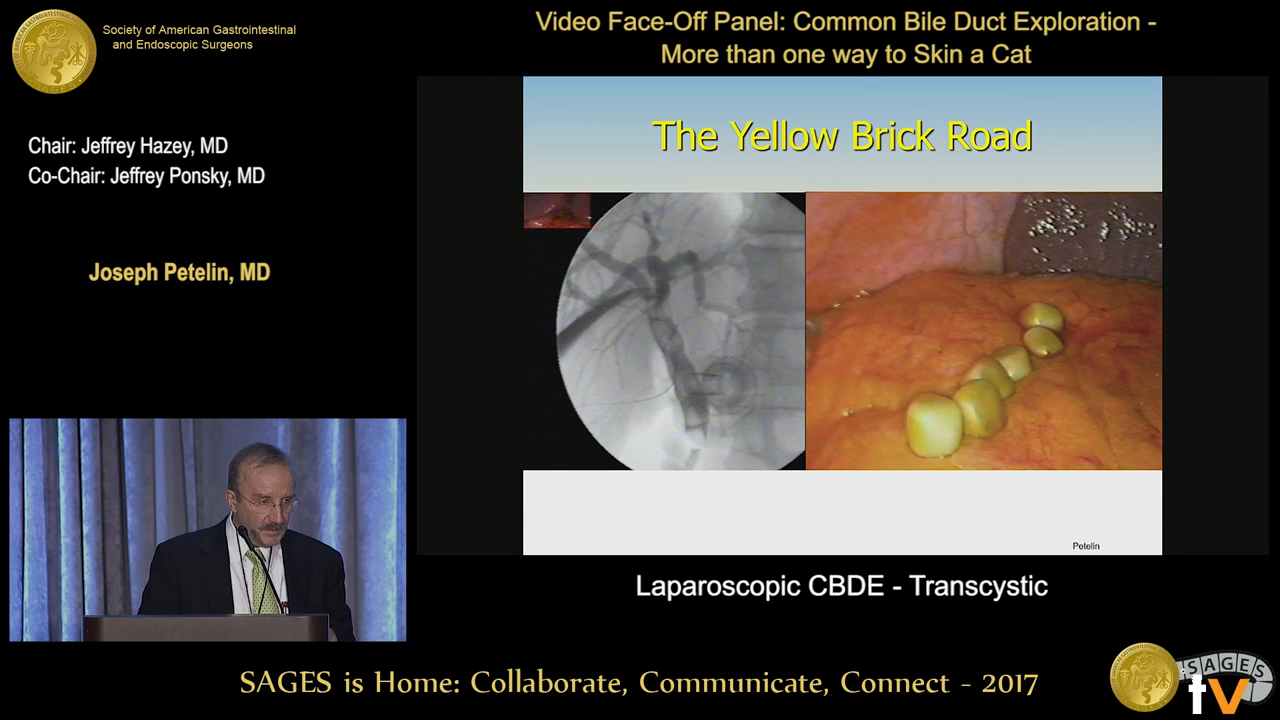 Society of American Gastrointestinal
and Endoscopic Surgeons
Video Face-Off Panel: Common Bile Duct Exploration -
More than one way to Skin a Cat
Chair: Jeffrey Hazey, MD
Co-Chair: Jeffrey Ponsky, MD
Joseph Petelin, MD
The Yellow Brick Road
Petelin
Laparoscopic CBDE - Transcystic
SAGES is Home: Collaborate, Communicate, Connect - 2017
SAGES
tv